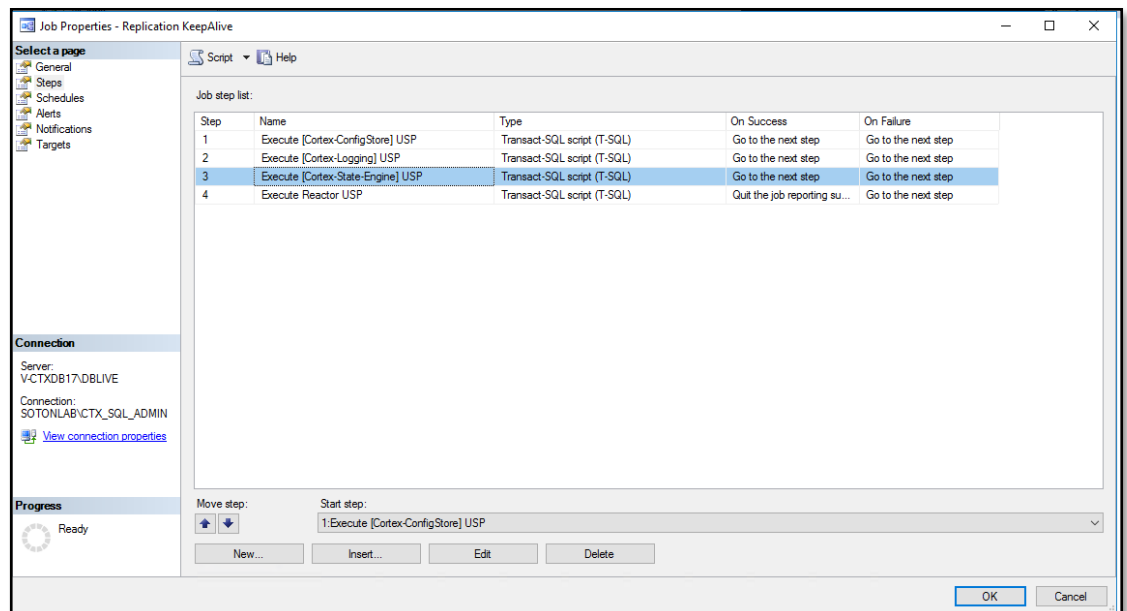 Job Properties - Replication KeepAlive
Select a page
General
Steps
Schedules
Alerts
Notifications
Targets
Script Help
Job step list:
Step Name Type On Success On Failure
1 Execute [Cortex-ConfigStore] USP Transact-SQL script (T-SQL) Go to the next step Go to the next step
2 Execute [Cortex-Logging] USP Transact-SQL script (T-SQL) Go to the next step Go to the next step
3 Execute [Cortex-State-Engine] USP Transact-SQL script (T-SQL) Go to the next step Go to the next step
4 Execute Reactor USP Transact-SQL script (T-SQL) Quit the job reporting su... Go to the next step
Connection
Server:
V-CTXDB17\DBLIVE
Connection:
SOTONLAB\CTX_SQL_ADMIN
View connection properties
Progress
Ready
Move step: Start step:
1:Execute [Cortex-ConfigStore] USP
New... Insert... Edit Delete
OK Cancel